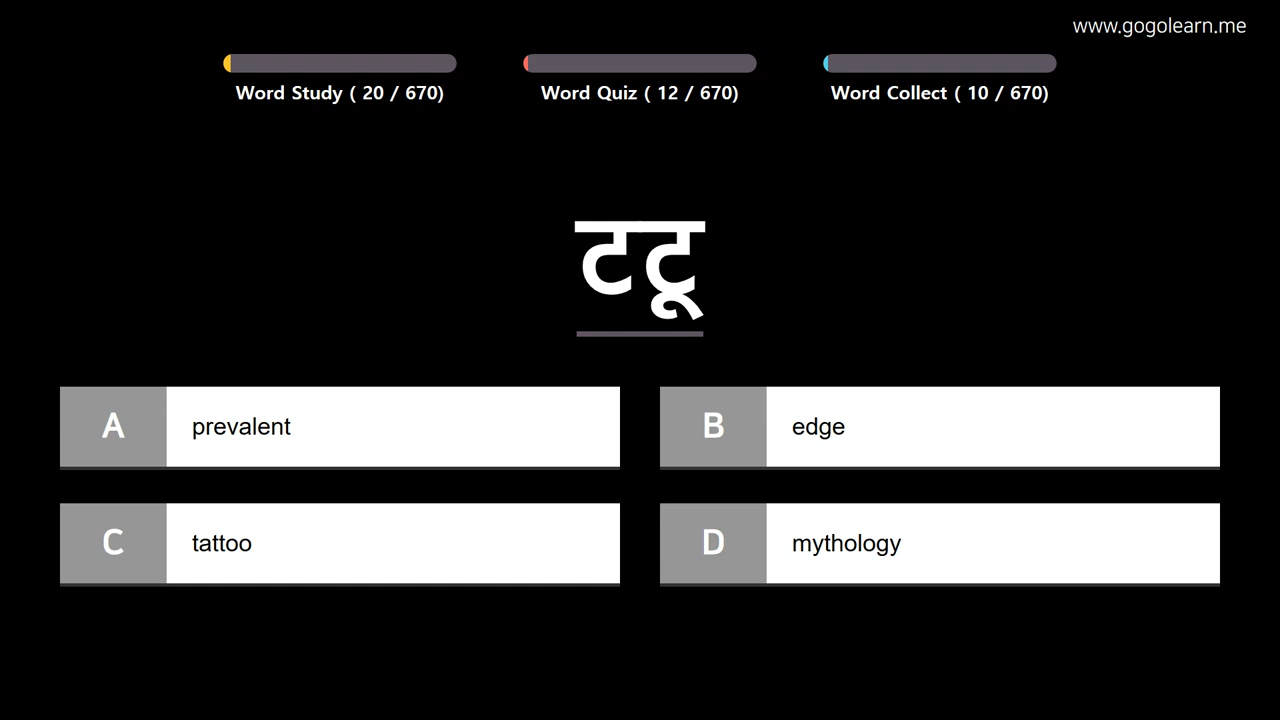 www.gogolearn.me
Word Study ( 20 / 670)
Word Quiz ( 12 / 670)
Word Collect ( 10 / 670)
टटू
A prevalent
B edge
C tattoo
D mythology